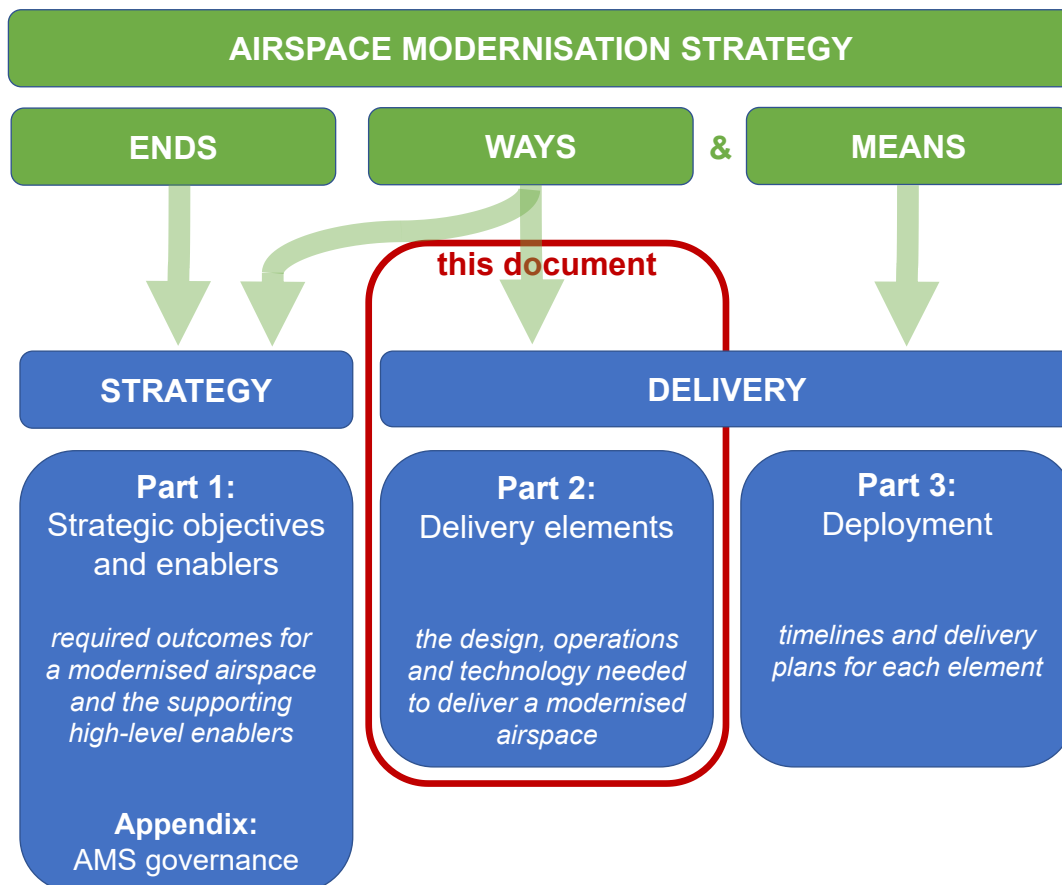 AIRSPACE MODERNISATION STRATEGY
ENDS
WAYS
&
MEANS
this document
STRATEGY
DELIVERY
Part 1:
Strategic objectives
and enablers
required outcomes for
a modernised airspace
and the supporting
high-level enablers
Appendix:
AMS governance
Part 2:
Delivery elements
the design, operations
and technology needed
to deliver a modernised
airspace
Part 3:
Deployment
timelines and delivery
plans for each element